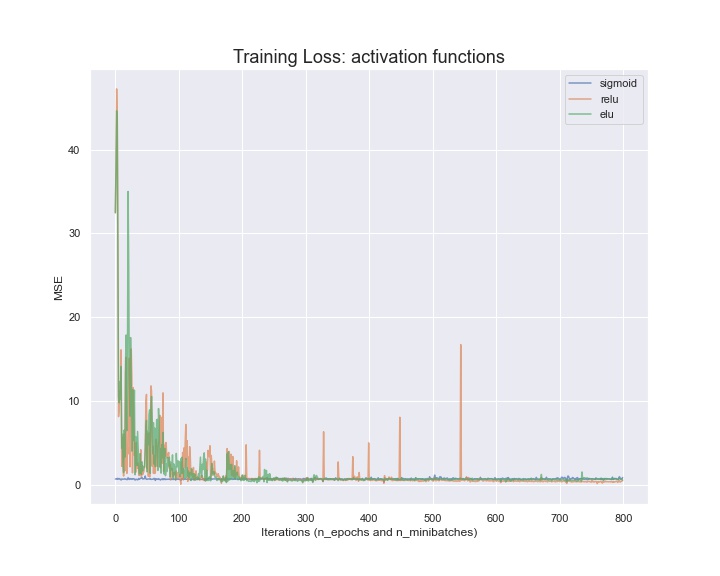 Training Loss: activation functions
sigmoid
relu
elu
40
30
20
10
0
MSE
0 100 200 300 400 500 600 700 800
Iterations (n_epochs and n_minibatches)